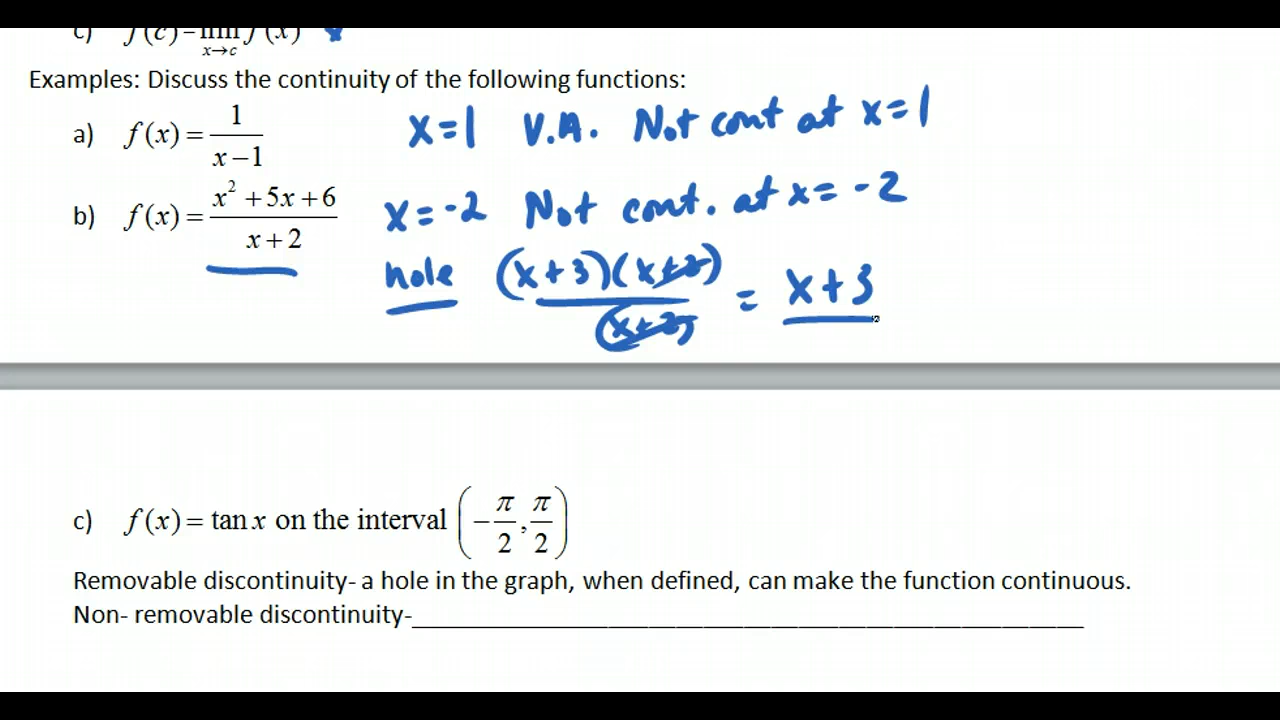 c) f(c) = lim x→c f(x)
Examples: Discuss the continuity of the following functions:
a) f(x) = 1/(x−1) x=1 V.A. Not cont at x=1
b) f(x) = (x² + 5x + 6)/(x + 2) x=-2 Not cont. at x= -2
hole (x+3)(x+2)/(x+2) = x+3
c) f(x) = tan x on the interval (−π/2, π/2)
Removable discontinuity- a hole in the graph, when defined, can make the function continuous.
Non- removable discontinuity-